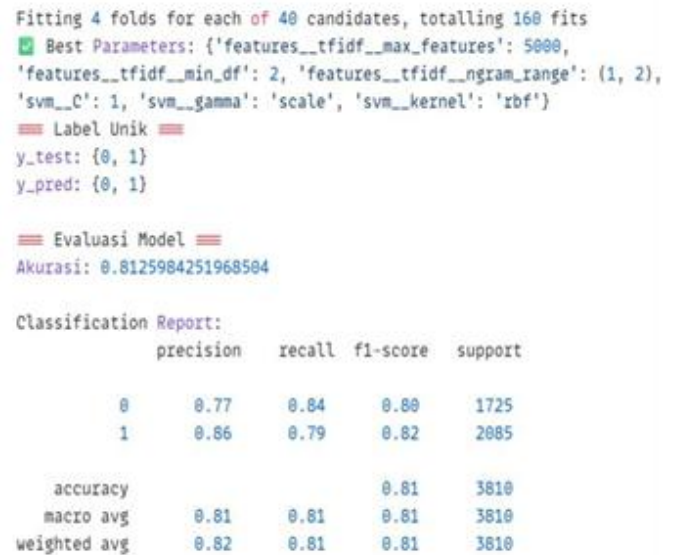 Fitting 4 folds for each of 40 candidates, totalling 160 fits
✅ Best Parameters: {'features__tfidf__max_features': 5000,
'features__tfidf__min_df': 2, 'features__tfidf__ngram_range': (1, 2),
'svm__C': 1, 'svm__gamma': 'scale', 'svm__kernel': 'rbf'}
=== Label Unik ===
y_test: {0, 1}
y_pred: {0, 1}
=== Evaluasi Model ===
Akurasi: 0.8125984251968504
Classification Report:
precision recall f1-score support
0 0.77 0.84 0.80 1725
1 0.86 0.79 0.82 2085
accuracy 0.81 3810
macro avg 0.81 0.81 0.81 3810
weighted avg 0.82 0.81 0.81 3810